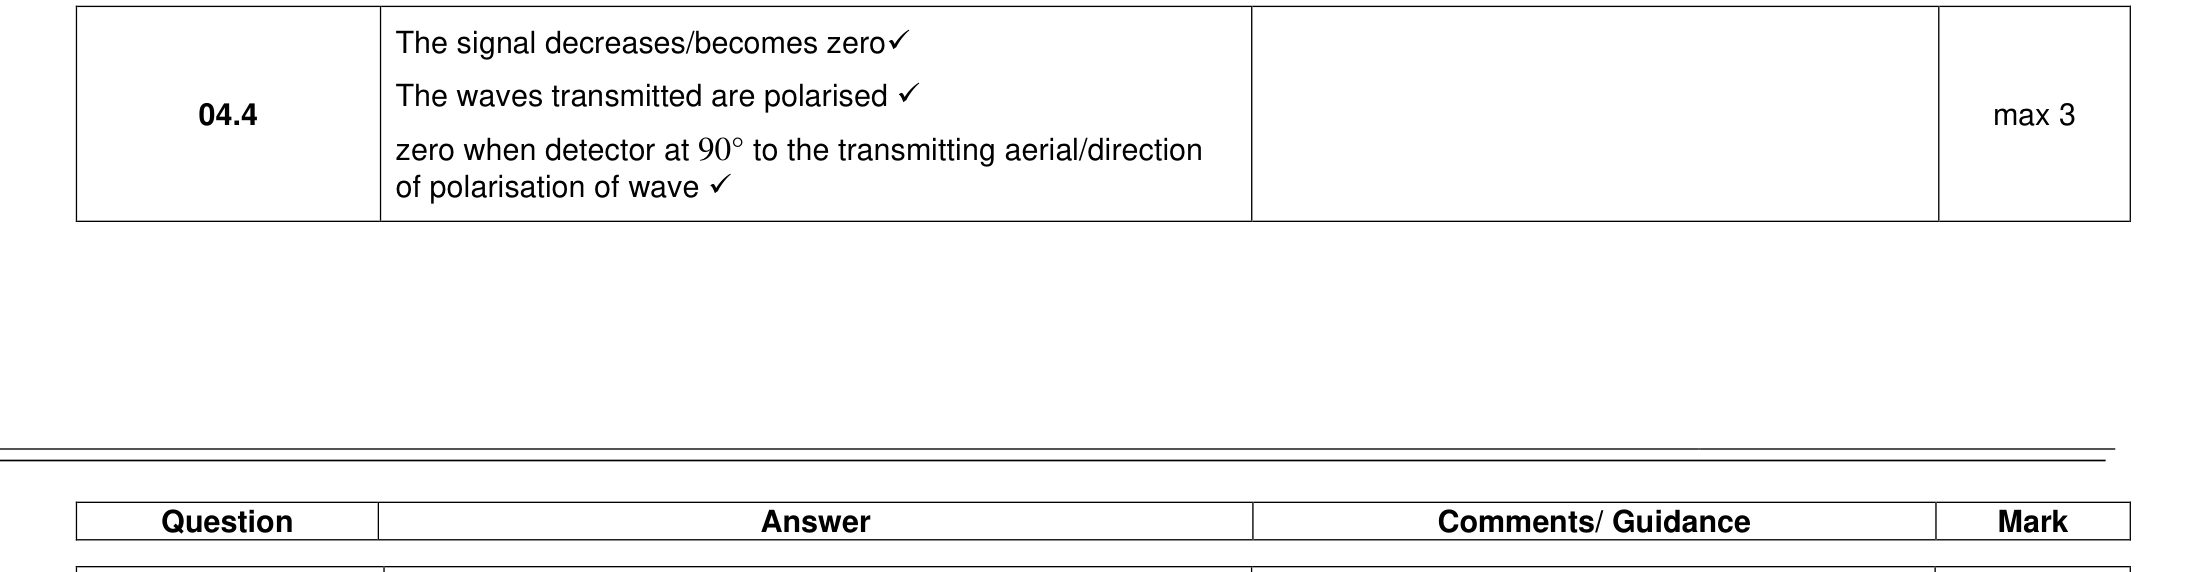 The signal decreases/becomes zero✓
The waves transmitted are polarised ✓
04.4
max 3
zero when detector at 90° to the transmitting aerial/direction
of polarisation of wave ✓
Question Answer Comments/ Guidance Mark